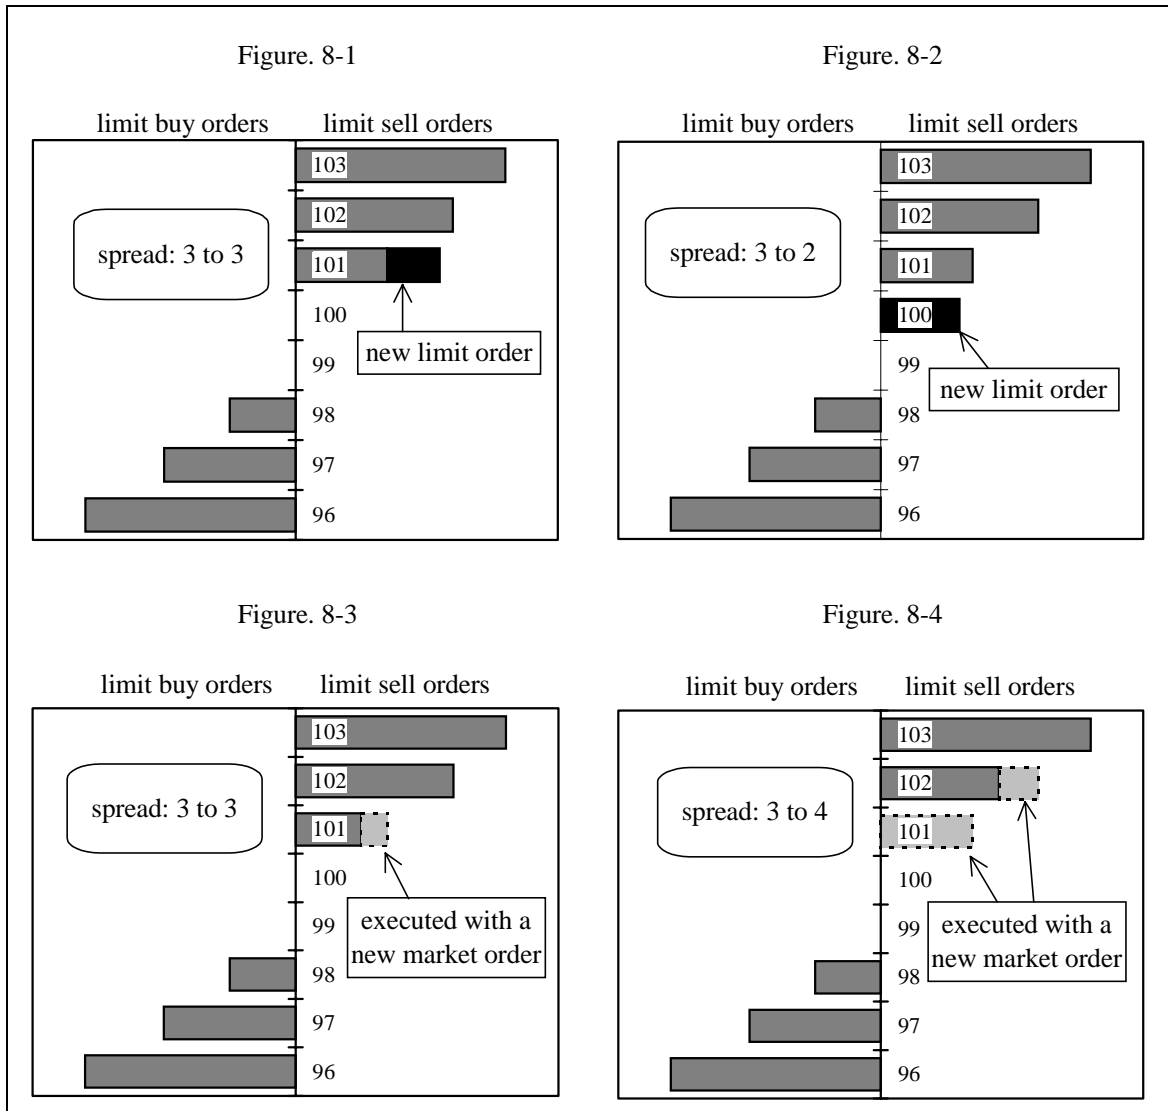 Figure. 8-1
limit buy orders limit sell orders
103
102
spread: 3 to 3
101
100
new limit order
99
98
97
96
Figure. 8-2
limit buy orders limit sell orders
103
102
spread: 3 to 2
101
100
99
new limit order
98
97
96
Figure. 8-3
limit buy orders limit sell orders
103
102
spread: 3 to 3
101
100
executed with a
99
new market order
98
97
96
Figure. 8-4
limit buy orders limit sell orders
103
102
spread: 3 to 4
101
100
executed with a
99
new market order
98
97
96